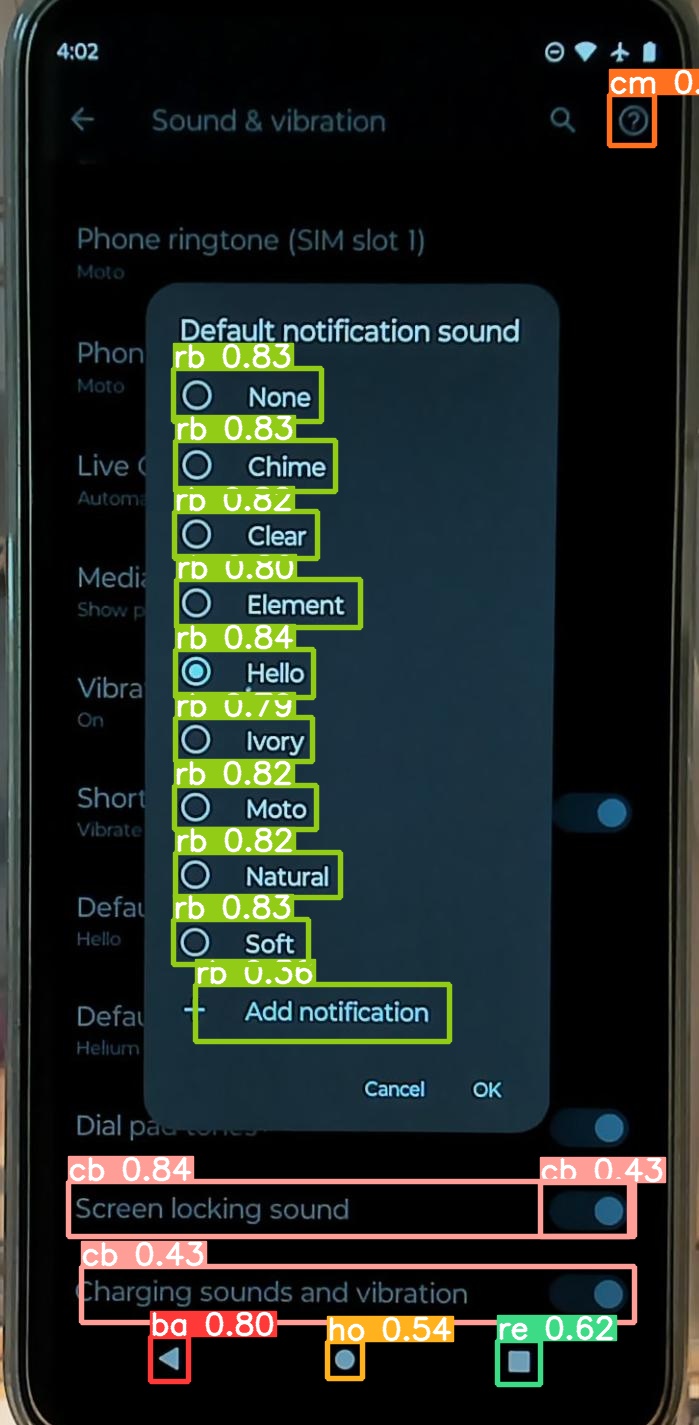 4:02
cm 0.
Sound & vibration
Phone ringtone (SIM slot 1)
Moto
Default notification sound
Phon
rb 0.83
None
Moto
rb 0.83
Live
Chime
Automa
rb 0.82
Clear
rb 0.80
Media
Element
Show p
rb 0.84
Hello
Vibra
On
rb 0.79
Ivory
rb 0.82
Short
Moto
Vibrate
rb 0.82
Natural
rb 0.83
Defau
Hello
Soft
rb 0.36
Add notification
Defau
Helium
Cancel OK
Dial pad tones
cb 0.84 cb 0.43
Screen locking sound
cb 0.43
Charging sounds and vibration
ba 0.80 ho 0.54 re 0.62